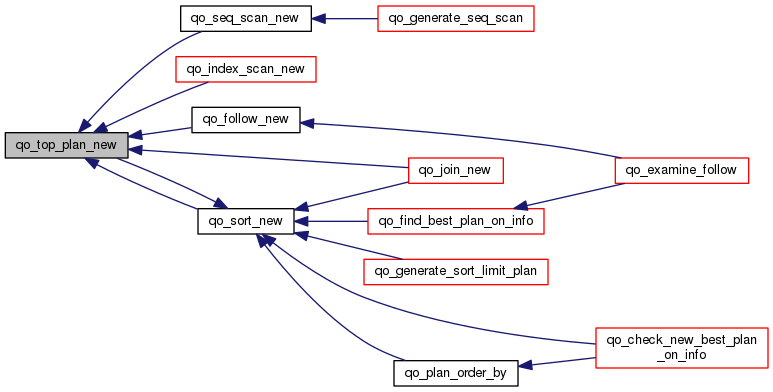 qo_seq_scan_new
qo_generate_seq_scan
qo_index_scan_new
qo_follow_new
qo_top_plan_new
qo_join_new
qo_examine_follow
qo_sort_new
qo_find_best_plan_on_info
qo_generate_sort_limit_plan
qo_check_new_best_plan
_on_info
qo_plan_order_by